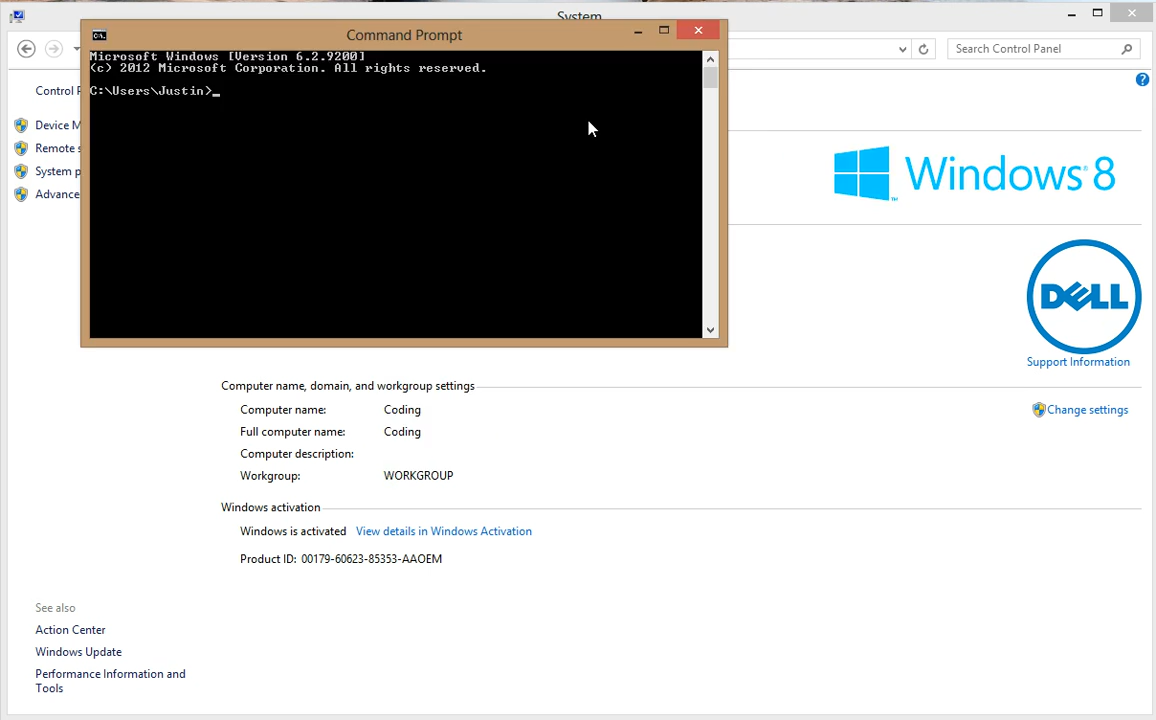 System
Command Prompt
Microsoft Windows [Version 6.2.9200]
(c) 2012 Microsoft Corporation. All rights reserved.
C:\Users\Justin>_
Search Control Panel
Control
Device
Remote
System
Advance
Windows 8
DELL
Support Information
Computer name, domain, and workgroup settings
Computer name: Coding
Change settings
Full computer name: Coding
Computer description:
Workgroup: WORKGROUP
Windows activation
Windows is activated View details in Windows Activation
Product ID: 00179-60623-85353-AAOEM
See also
Action Center
Windows Update
Performance Information and
Tools